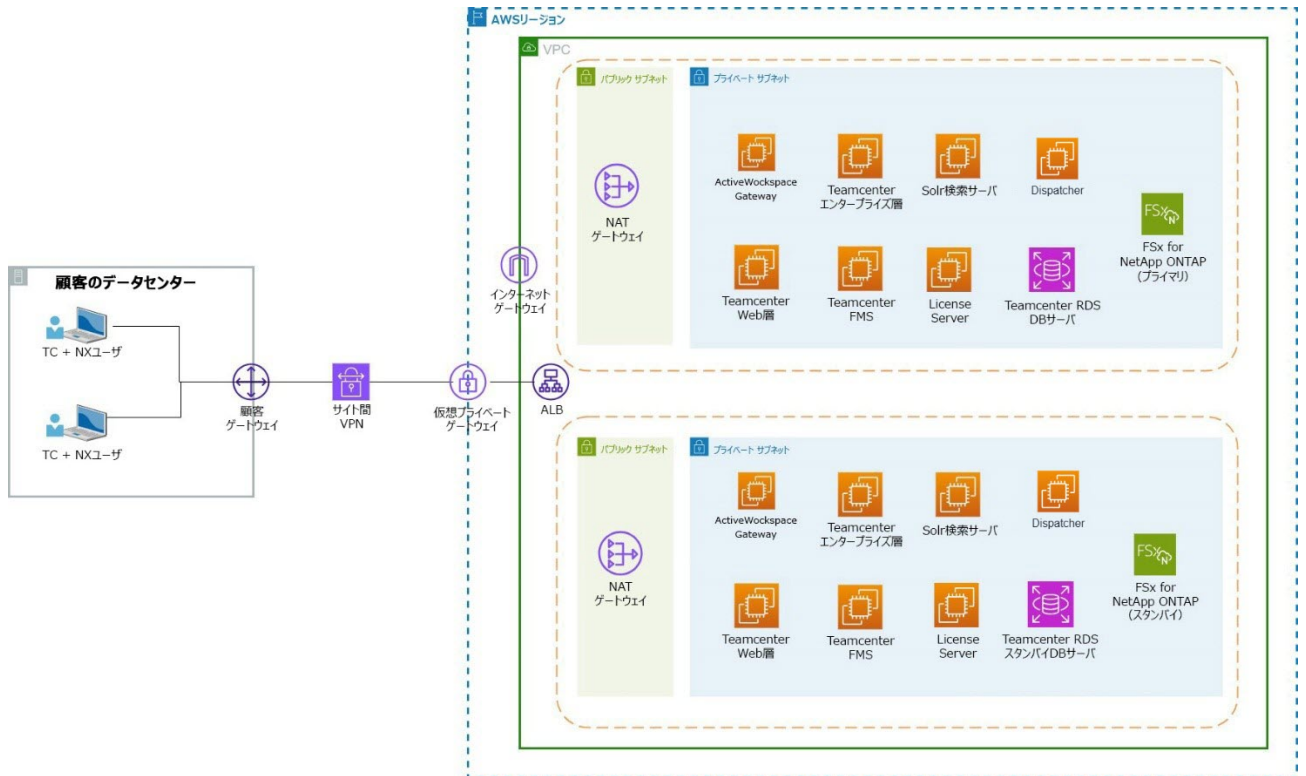 AWSリージョン
VPC
パブリック サブネット
プライベート サブネット
ActiveWockspace
Gateway
Teamcenter
エンタープライズ層
Solr検索サーバ
Dispatcher
NAT
ゲートウェイ
FSx
N
FSx for
NetApp ONTAP
(プライマリ)
Teamcenter
Web層
Teamcenter
FMS
License
Server
Teamcenter RDS
DBサーバ
インターネット
ゲートウェイ
顧客のデータセンター
TC + NXユーザ
TC + NXユーザ
顧客
ゲートウェイ
サイト間
VPN
仮想プライベート
ゲートウェイ
ALB
パブリック サブネット
プライベート サブネット
ActiveWockspace
Gateway
Teamcenter
エンタープライズ層
Solr検索サーバ
Dispatcher
NAT
ゲートウェイ
FSx
N
FSx for
NetApp ONTAP
(スタンバイ)
Teamcenter
Web層
Teamcenter
FMS
License
Server
Teamcenter RDS
スタンバイDBサーバ